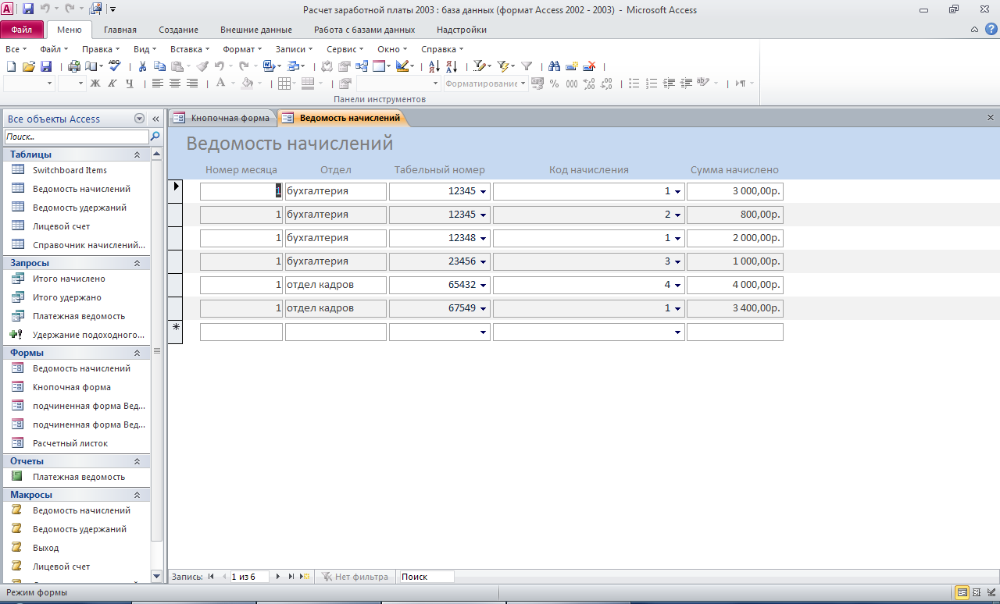 Расчет заработной платы 2003 : база данных (формат Access 2002 - 2003) - Microsoft Access
Файл Меню Главная Создание Внешние данные Работа с базами данных Надстройки
Все Файл Правка Вид Вставка Формат Записи Сервис Окно Справка
Ж К Ч А Форматирование % 000
Панели инструментов
Все объекты Access
Поиск...
Таблицы
Switchboard Items
Ведомость начислений
Ведомость удержаний
Лицевой счет
Справочник начислений...
Запросы
Итого начислено
Итого удержано
Платежная ведомость
Удержание подоходного...
Формы
Ведомость начислений
Кнопочная форма
подчиненная форма Вед...
подчиненная форма Вед...
Расчетный листок
Отчеты
Платежная ведомость
Макросы
Ведомость начислений
Ведомость удержаний
Выход
Лицевой счет
Кнопочная форма Ведомость начислений
Ведомость начислений
Номер месяца Отдел Табельный номер Код начисления Сумма начислено
1 бухгалтерия 12345 1 3 000,00р.
1 бухгалтерия 12345 2 800,00р.
1 бухгалтерия 12348 1 2 000,00р.
1 бухгалтерия 23456 3 1 000,00р.
1 отдел кадров 65432 4 4 000,00р.
1 отдел кадров 67549 1 3 400,00р.
Запись: 1 из 6 Нет фильтра Поиск
Режим формы